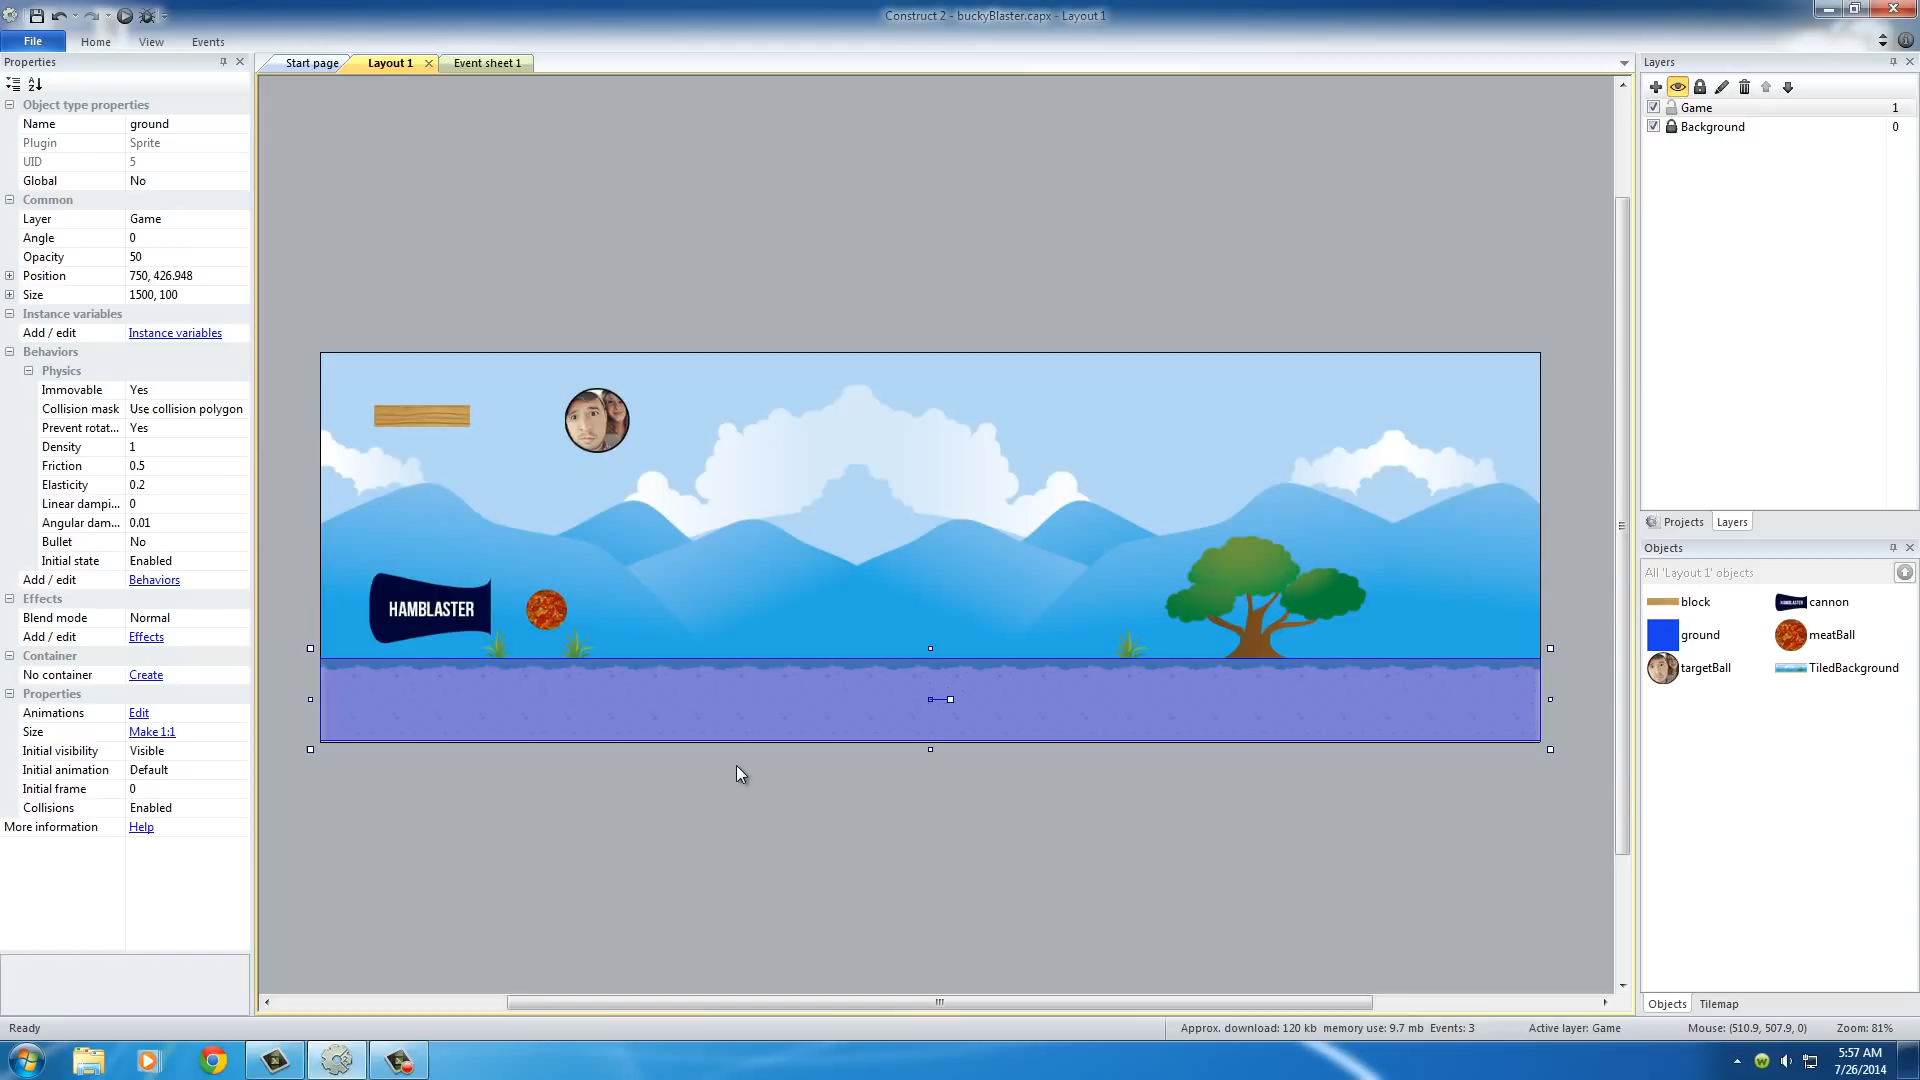 Construct 2 - buckyBlaster.capx - Layout 1
File Home View Events
Properties
Start page Layout 1 Event sheet 1
Object type properties
Name ground
Plugin Sprite
UID 5
Global No
Common
Layer Game
Angle 0
Opacity 50
Position 750, 426.948
Size 1500, 100
Instance variables
Add / edit Instance variables
Behaviors
Physics
Immovable Yes
Collision mask Use collision polygon
Prevent rotat... Yes
Density 1
Friction 0.5
Elasticity 0.2
Linear dampi... 0
Angular dam... 0.01
Bullet No
Initial state Enabled
Add / edit Behaviors
Effects
Blend mode Normal
Add / edit Effects
Container
No container Create
Properties
Animations Edit
Size Make 1:1
Initial visibility Visible
Initial animation Default
Initial frame 0
Collisions Enabled
More information Help
HAMBLASTER
Layers
Game 1
Background 0
Projects Layers
Objects
All 'Layout 1' objects
block cannon
ground meatBall
targetBall TiledBackground
Objects Tilemap
Ready
Approx. download: 120 kb memory use: 9.7 mb Events: 3
Active layer: Game
Mouse: (510.9, 507.9, 0)
Zoom: 81%
5:57 AM
7/26/2014